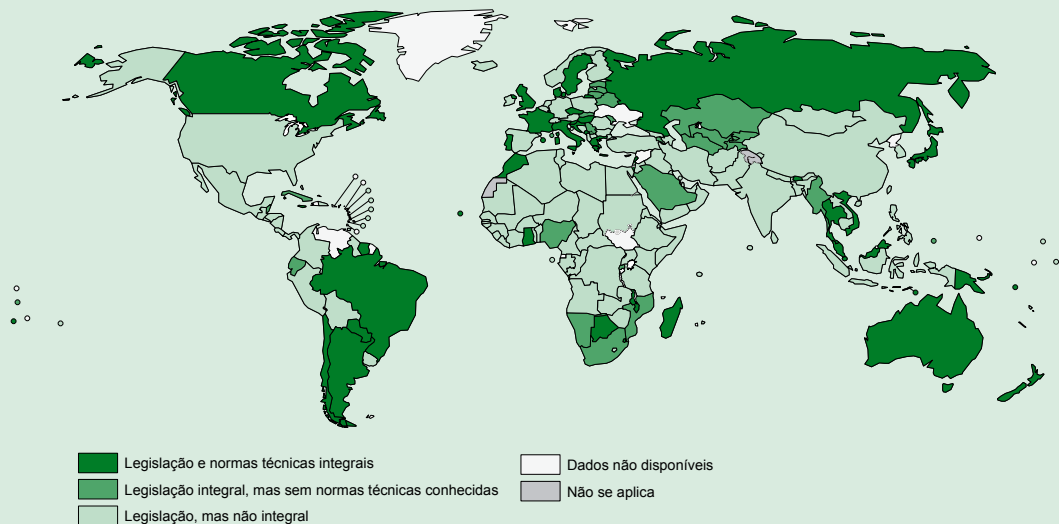 Legislação e normas técnicas integrais
Legislação integral, mas sem normas técnicas conhecidas
Legislação, mas não integral
Dados não disponíveis
Não se aplica